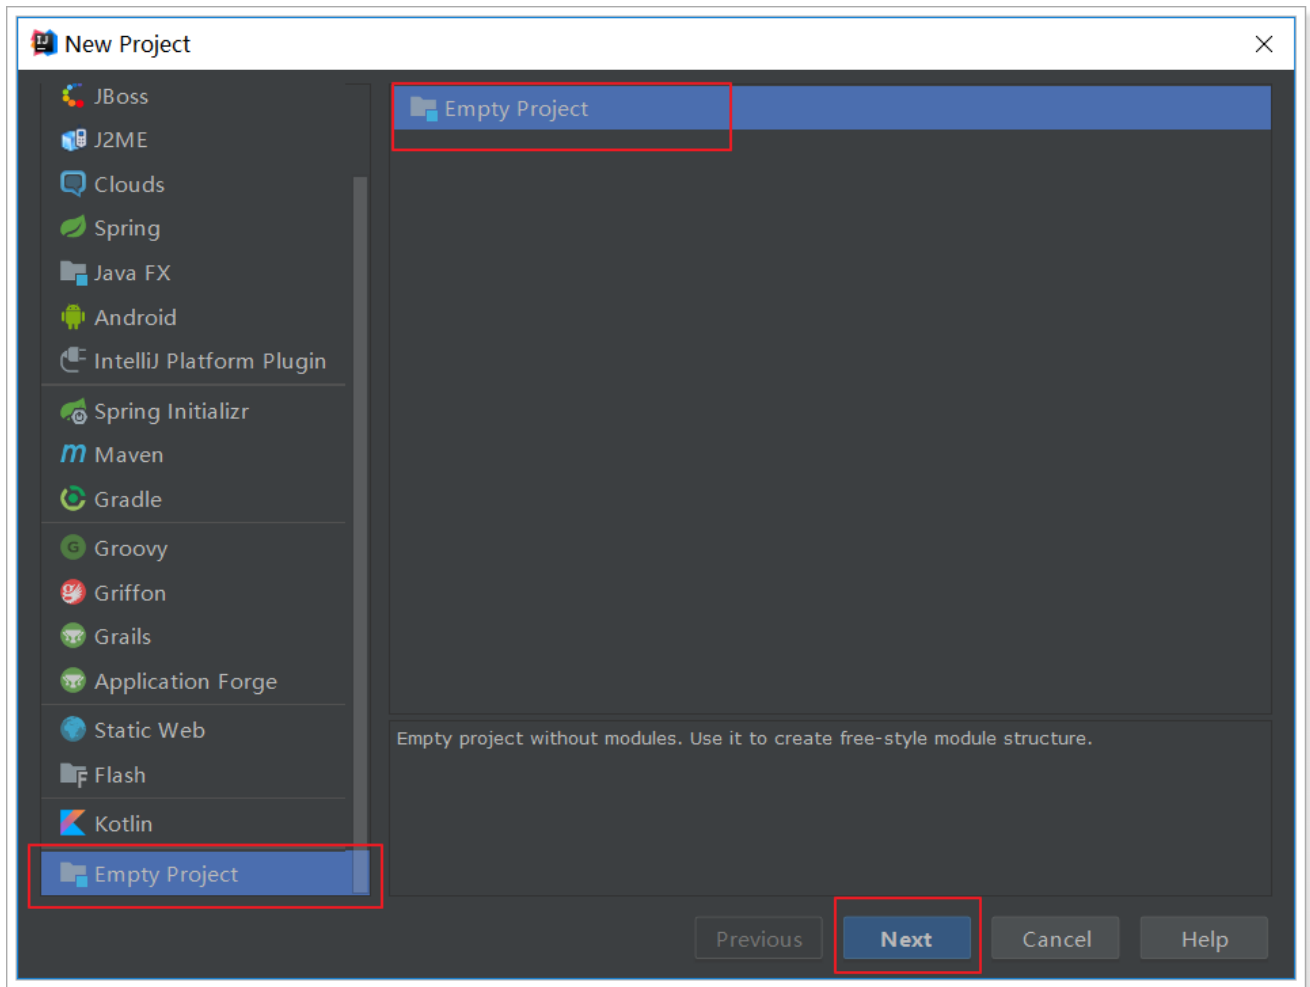 New Project
JBoss
J2ME
Clouds
Spring
Java FX
Android
IntelliJ Platform Plugin
Spring Initializr
Maven
Gradle
Groovy
Griffon
Grails
Application Forge
Static Web
Flash
Kotlin
Empty Project
Empty Project
Empty project without modules. Use it to create free-style module structure.
Previous
Next
Cancel
Help